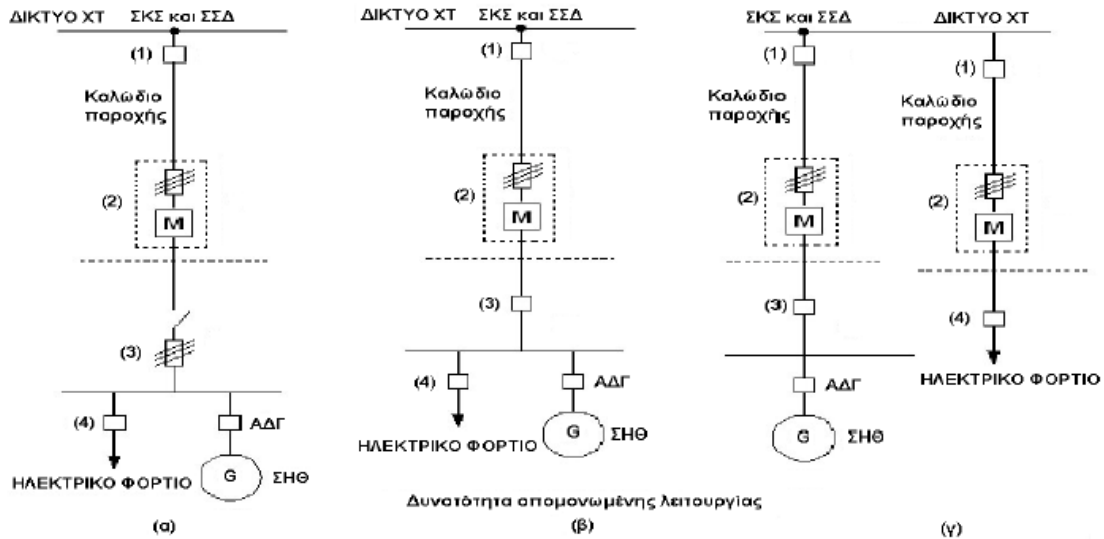 ΔΙΚΤΥΟ ΧΤ ΣΚΣ και ΣΣΔ
(1)
Καλώδιο
παροχής
(2)
M
(3)
(4)
ΑΔΓ
G
ΣΗΘ
ΗΛΕΚΤΡΙΚΟ ΦΟΡΤΙΟ
(α)
ΔΙΚΤΥΟ ΧΤ ΣΚΣ και ΣΣΔ
(1)
Καλώδιο
παροχής
(2)
M
(3)
(4)
ΑΔΓ
G
ΣΗΘ
ΗΛΕΚΤΡΙΚΟ ΦΟΡΤΙΟ
Δυνατότητα απομονωμένης λειτουργίας
(β)
ΣΚΣ και ΣΣΔ
(1)
Καλώδιο
παροχής
(2)
M
(3)
ΑΔΓ
G
ΣΗΘ
ΔΙΚΤΥΟ ΧΤ
(1)
Καλώδιο
παροχής
(2)
M
(4)
ΗΛΕΚΤΡΙΚΟ ΦΟΡΤΙΟ
(γ)